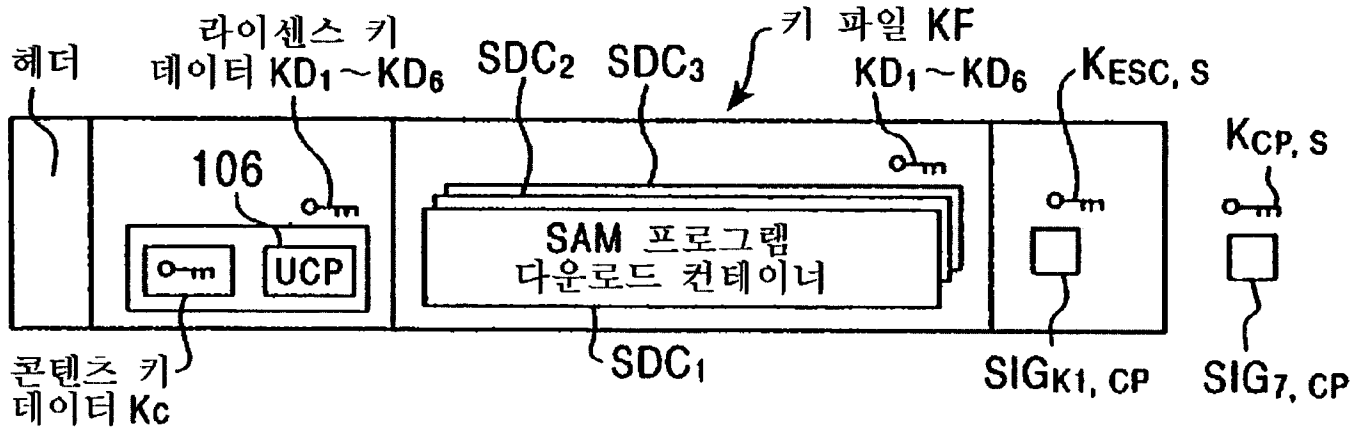 헤더
라이센스 키
데이터 KD1~KD6
SDC2
SDC3
키 파일 KF
KD1~KD6
KESC, S
KCP, S
106
UCP
SAM 프로그램
다운로드 컨테이너
콘텐츠 키
데이터 Kc
SDC1
SIGK1, CP
SIG7, CP